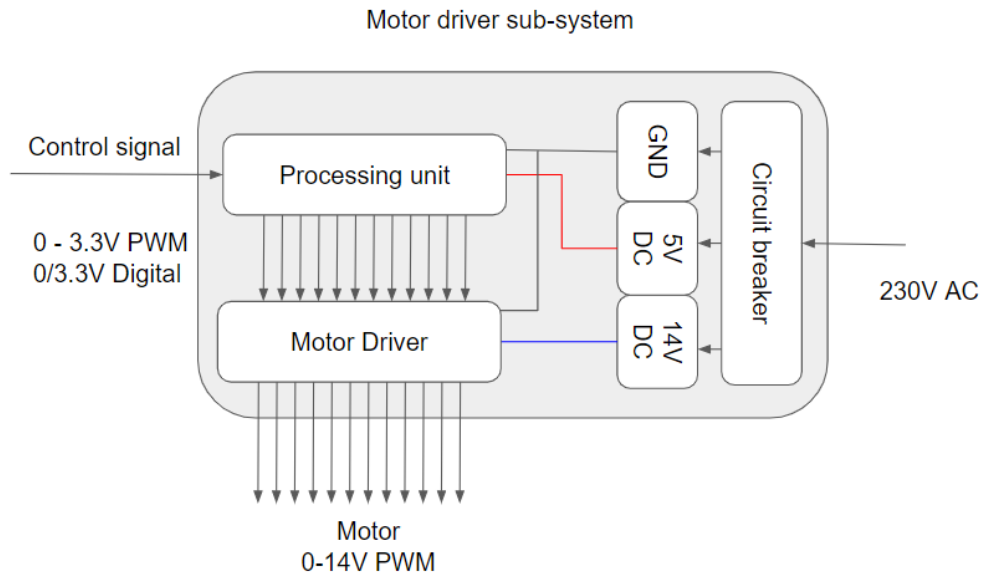 Motor driver sub-system
Control signal
Processing unit
GND
Circuit breaker
0 - 3.3V PWM
0/3.3V Digital
5V
DC
230V AC
Motor Driver
14V
DC
Motor
0-14V PWM